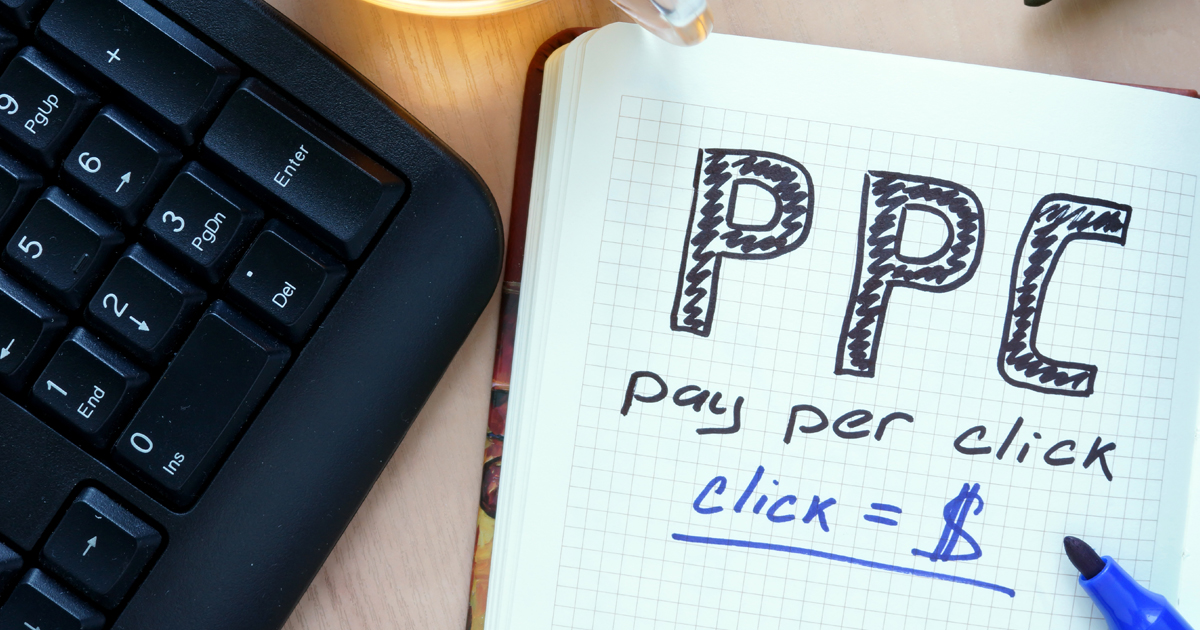 +
9 PgUp
6
Enter
5
3 PgDn
2
. Del
1 End
0 Ins
PPC
pay per click
click = $